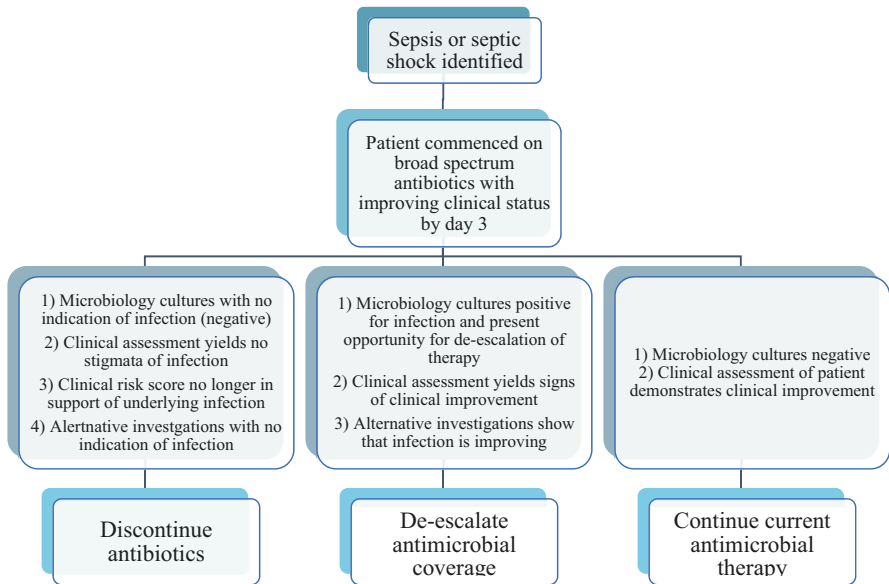 Sepsis or septic
shock identified
Patient commenced on
broad spectrum
antibiotics with
improving clinical status
by day 3
1) Microbiology cultures with no
indication of infection (negative)
2) Clinical assessment yields no
stigmata of infection
3) Clinical risk score no longer in
support of underlying infection
4) Alertnative investgations with no
indication of infection
1) Microbiology cultures positive
for infection and present
opportunity for de-escalation of
therapy
2) Clinical assessment yields signs
of clinical improvement
3) Alternative investigations show
that infection is improving
1) Microbiology cultures negative
2) Clinical assessment of patient
demonstrates clinical improvement
Discontinue
antibiotics
De-escalate
antimicrobial
coverage
Continue current
antimicrobial
therapy